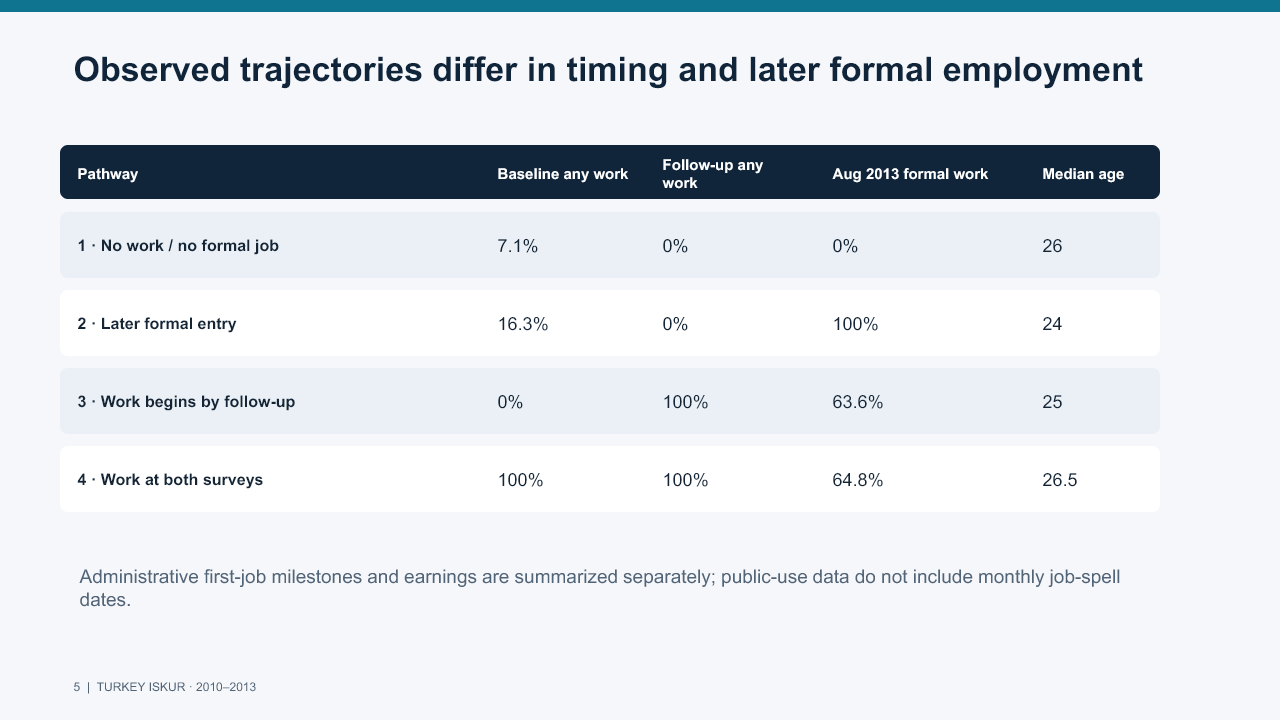 Observed trajectories differ in timing and later formal employment
Pathway
Baseline any work
Follow-up any
work
Aug 2013 formal work
Median age
1 · No work / no formal job
7.1%
0%
0%
26
2 · Later formal entry
16.3%
0%
100%
24
3 · Work begins by follow-up
0%
100%
63.6%
25
4 · Work at both surveys
100%
100%
64.8%
26.5
Administrative first-job milestones and earnings are summarized separately; public-use data do not include monthly job-spell
dates.
5 | TURKEY ISKUR · 2010–2013